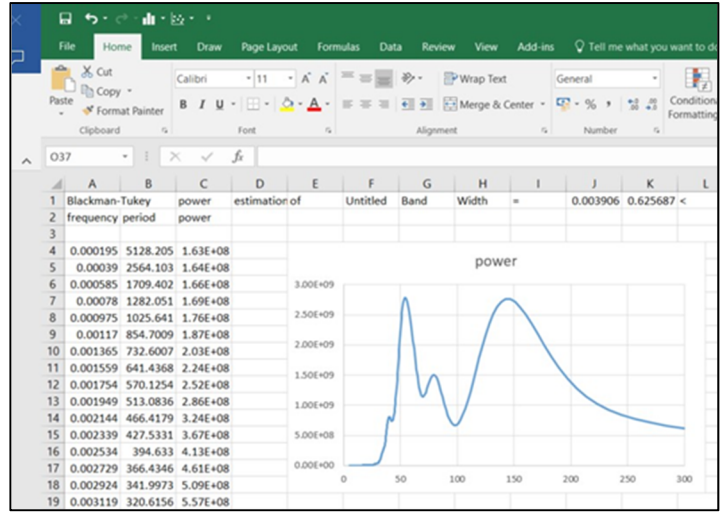 File Home Insert Draw Page Layout Formulas Data Review View Add-ins Tell me what you want to do
Cut
Copy
Format Painter
Paste
Calibri 11 A A
B I U A
Wrap Text
Merge & Center
General
% ,
Condition
Formatting
Clipboard Font Alignment Number
O37 fx
A B C D E F G H I J K L
1 Blackman-Tukey power estimation of Untitled Band Width = 0.003906 0.625687 <
2 frequency period power
3
4 0.000195 5128.205 1.63E+08
5 0.00039 2564.103 1.64E+08
6 0.000585 1709.402 1.66E+08
7 0.00078 1282.051 1.69E+08
8 0.000975 1025.641 1.76E+08
9 0.00117 854.7009 1.87E+08
10 0.001365 732.6007 2.03E+08
11 0.001559 641.4368 2.24E+08
12 0.001754 570.1254 2.52E+08
13 0.001949 513.0836 2.86E+08
14 0.002144 466.4179 3.24E+08
15 0.002339 427.5331 3.67E+08
16 0.002534 394.633 4.13E+08
17 0.002729 366.4346 4.61E+08
18 0.002924 341.9973 5.09E+08
19 0.003119 320.6156 5.57E+08
power
3.00E+09
2.50E+09
2.00E+09
1.50E+09
1.00E+09
5.00E+08
0.00E+00
0 50 100 150 200 250 300